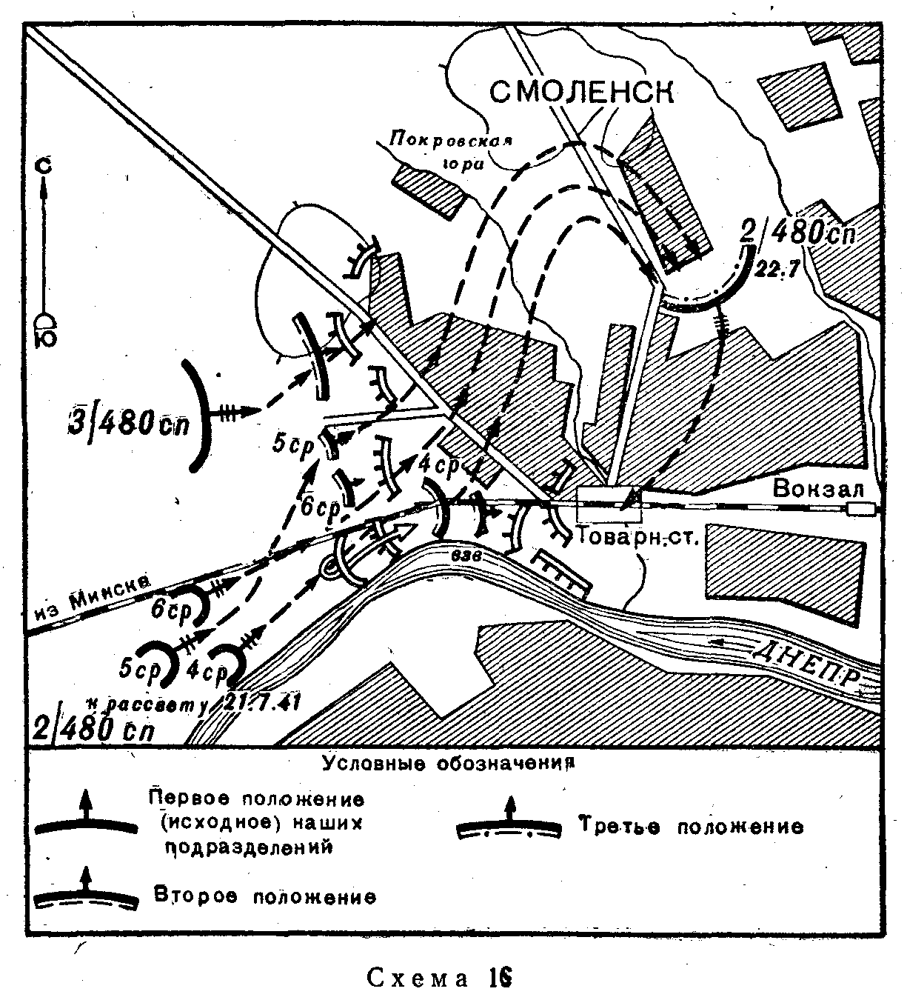 СМОЛЕНСК
Покровская
гора
С
Ю
2/480 сп
22.7
3/480 сп
5 ср
4 ср
6 ср
Вокзал
Товарн. ст.
взв
из Минска
6 ср
5 ср
4 ср
ДНЕПР
к рассвету 21.7.41
2/480 сп
Условные обозначения
Первое положение
(исходное) наших
подразделений
Третье положение
Второе положение
Схема 16